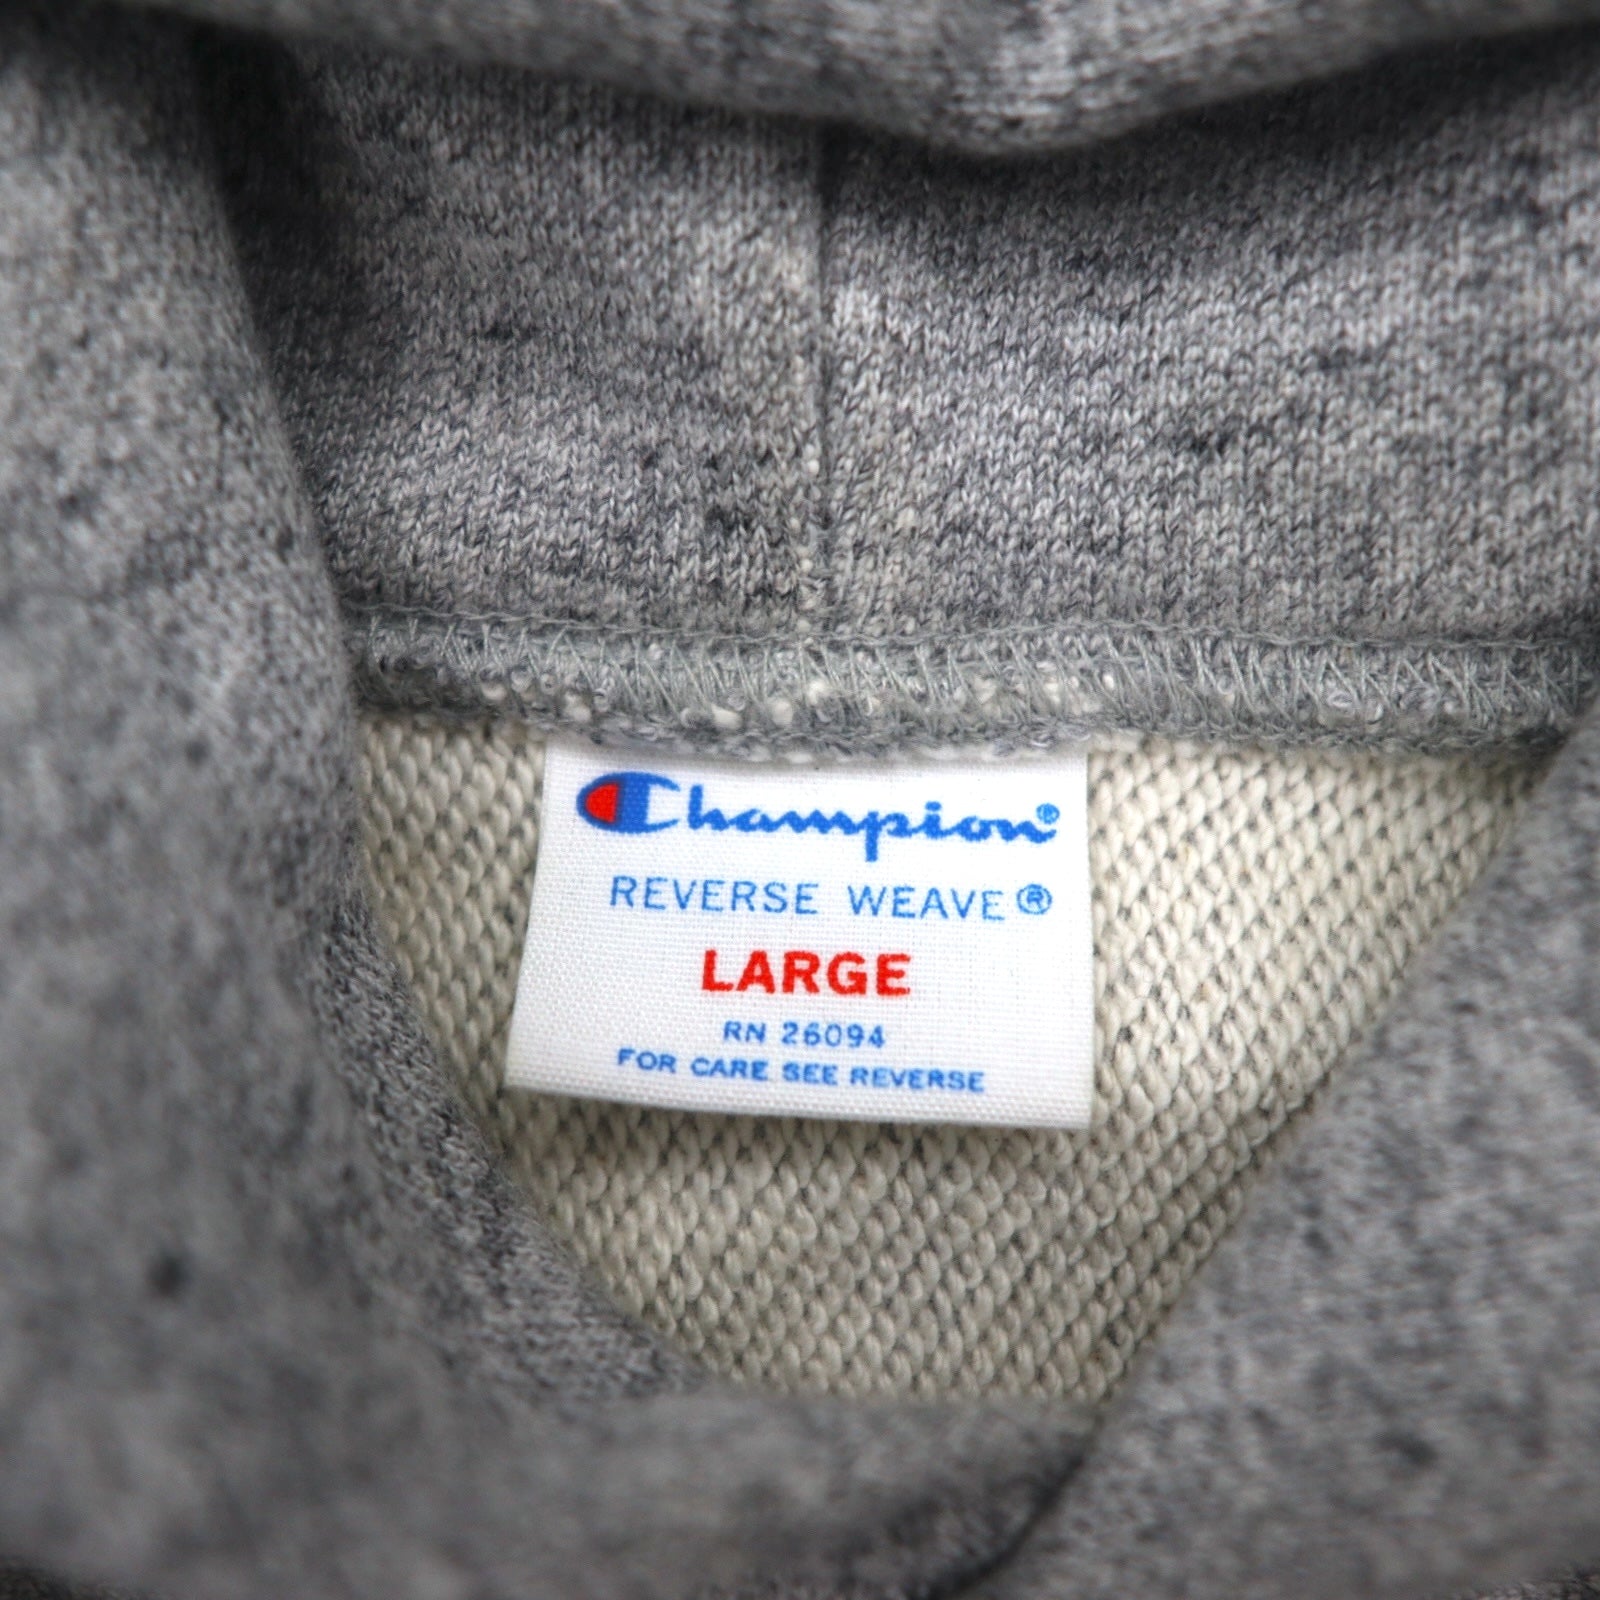 Champion®
REVERSE WEAVE®
LARGE
RN 26094
FOR CARE SEE REVERSE